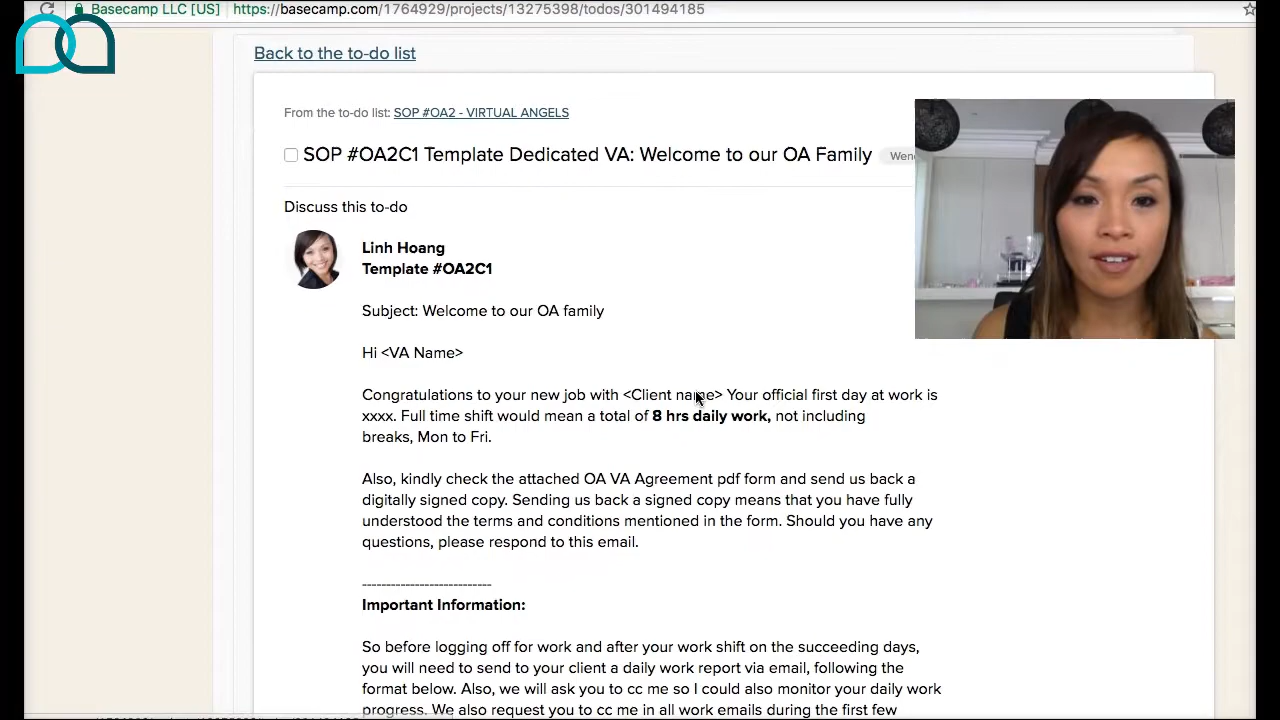 Basecamp LLC [US] https://basecamp.com/1764929/projects/13275398/todos/301494185
Back to the to-do list
From the to-do list: SOP #OA2 - VIRTUAL ANGELS
SOP #OA2C1 Template Dedicated VA: Welcome to our OA Family
Discuss this to-do
Linh Hoang
Template #OA2C1
Subject: Welcome to our OA family
Hi <VA Name>
Congratulations to your new job with <Client name> Your official first day at work is
xxxx. Full time shift would mean a total of 8 hrs daily work, not including
breaks, Mon to Fri.
Also, kindly check the attached OA VA Agreement pdf form and send us back a
digitally signed copy. Sending us back a signed copy means that you have fully
understood the terms and conditions mentioned in the form. Should you have any
questions, please respond to this email.
---------------------------
Important Information:
So before logging off for work and after your work shift on the succeeding days,
you will need to send to your client a daily work report via email, following the
format below. Also, we will ask you to cc me so I could also monitor your daily work
progress. We also request you to cc me in all work emails during the first few